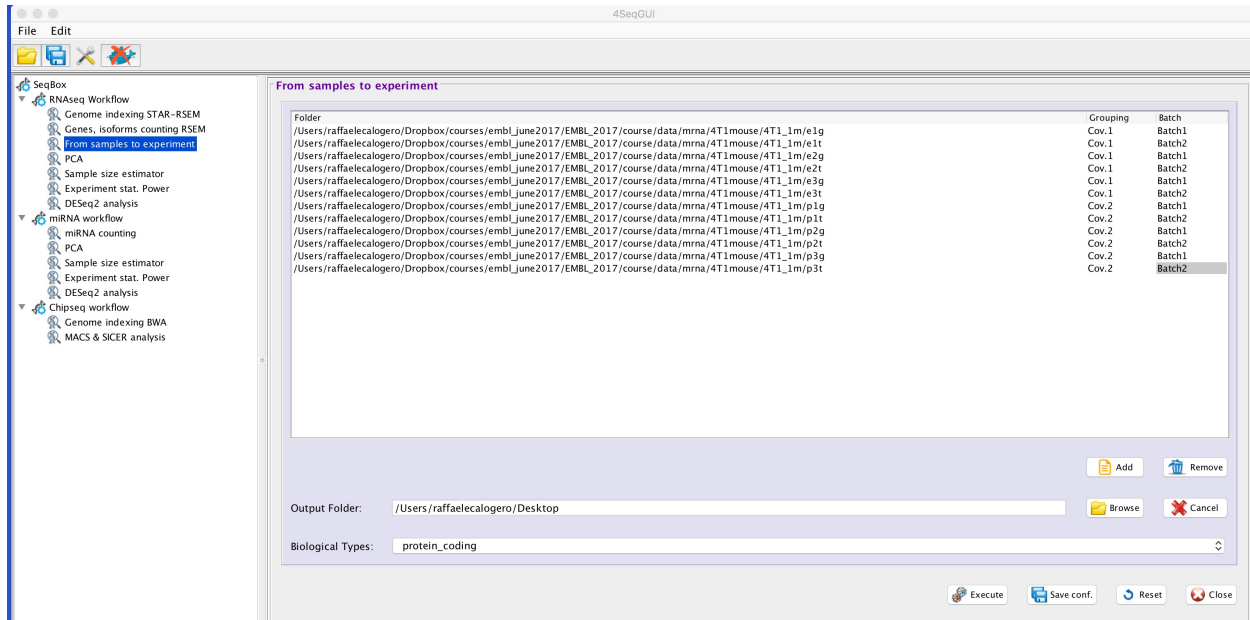 4SeqGUI
File Edit
SeqBox
RNAseq Workflow
Genome indexing STAR-RSEM
Genes, isoforms counting RSEM
From samples to experiment
PCA
Sample size estimator
Experiment stat. Power
DESeq2 analysis
miRNA workflow
miRNA counting
PCA
Sample size estimator
Experiment stat. Power
DESeq2 analysis
Chipseq workflow
Genome indexing BWA
MACS & SICER analysis
From samples to experiment
Folder Grouping Batch
/Users/raffaelecalogero/Dropbox/courses/embl_june2017/EMBL_2017/course/data/mrna/4T1mouse/4T1_1m/e1g Cov.1 Batch1
/Users/raffaelecalogero/Dropbox/courses/embl_june2017/EMBL_2017/course/data/mrna/4T1mouse/4T1_1m/e1t Cov.1 Batch2
/Users/raffaelecalogero/Dropbox/courses/embl_june2017/EMBL_2017/course/data/mrna/4T1mouse/4T1_1m/e2g Cov.1 Batch1
/Users/raffaelecalogero/Dropbox/courses/embl_june2017/EMBL_2017/course/data/mrna/4T1mouse/4T1_1m/e2t Cov.1 Batch2
/Users/raffaelecalogero/Dropbox/courses/embl_june2017/EMBL_2017/course/data/mrna/4T1mouse/4T1_1m/e3g Cov.1 Batch1
/Users/raffaelecalogero/Dropbox/courses/embl_june2017/EMBL_2017/course/data/mrna/4T1mouse/4T1_1m/e3t Cov.1 Batch2
/Users/raffaelecalogero/Dropbox/courses/embl_june2017/EMBL_2017/course/data/mrna/4T1mouse/4T1_1m/p1g Cov.2 Batch1
/Users/raffaelecalogero/Dropbox/courses/embl_june2017/EMBL_2017/course/data/mrna/4T1mouse/4T1_1m/p1t Cov.2 Batch2
/Users/raffaelecalogero/Dropbox/courses/embl_june2017/EMBL_2017/course/data/mrna/4T1mouse/4T1_1m/p2g Cov.2 Batch1
/Users/raffaelecalogero/Dropbox/courses/embl_june2017/EMBL_2017/course/data/mrna/4T1mouse/4T1_1m/p2t Cov.2 Batch2
/Users/raffaelecalogero/Dropbox/courses/embl_june2017/EMBL_2017/course/data/mrna/4T1mouse/4T1_1m/p3g Cov.2 Batch1
/Users/raffaelecalogero/Dropbox/courses/embl_june2017/EMBL_2017/course/data/mrna/4T1mouse/4T1_1m/p3t Cov.2 Batch2
Add Remove
Output Folder: /Users/raffaelecalogero/Desktop Browse Cancel
Biological Types: protein_coding
Execute Save conf. Reset Close